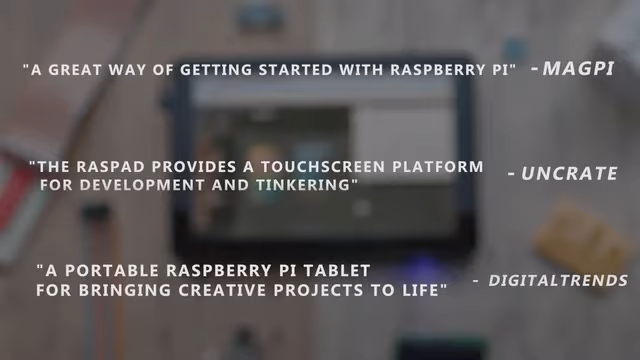 "A GREAT WAY OF GETTING STARTED WITH RASPBERRY PI" - MAGPI
"THE RASPAD PROVIDES A TOUCHSCREEN PLATFORM
FOR DEVELOPMENT AND TINKERING" - UNCRATE
"A PORTABLE RASPBERRY PI TABLET
FOR BRINGING CREATIVE PROJECTS TO LIFE" - DIGITALTRENDS